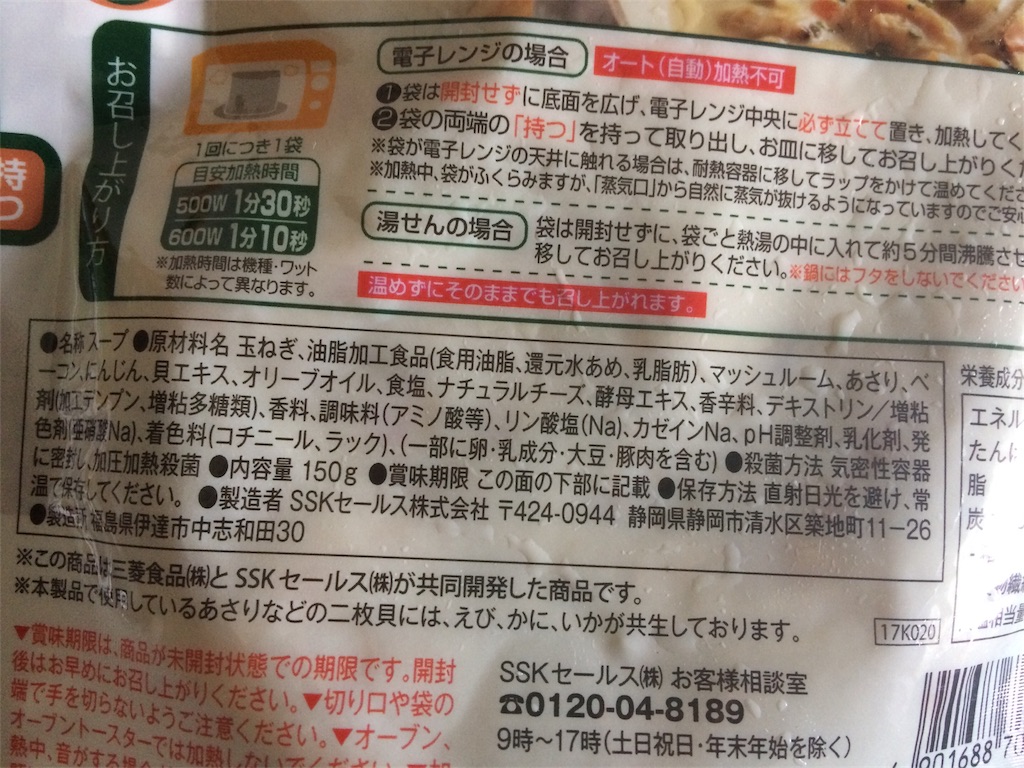 お召し上がり方
持つ
1回につき1袋
目安加熱時間
500W 1分30秒
600W 1分10秒
※加熱時間は機種・ワット
数によって異なります。
電子レンジの場合 オート(自動)加熱不可
❶袋は開封せずに底面を広げ、電子レンジ中央に必ず立てて置き、加熱してく
❷袋の両端の「持つ」を持って取り出し、お皿に移してお召し上がりく
※袋が電子レンジの天井に触れる場合は、耐熱容器に移してラップをかけて温めてくださ
※加熱中、袋がふくらみますが、「蒸気口」から自然に蒸気が抜けるようになっていますのでご安心
湯せんの場合 袋は開封せずに、袋ごと熱湯の中に入れて約5分間沸騰させ
移してお召し上がりください。※鍋にはフタをしないでください
温めずにそのままでも召し上がれます。
●名称 スープ ●原材料名 玉ねぎ、油脂加工食品(食用油脂、還元水あめ、乳脂肪)、マッシュルーム、あさり、ベ
ーコン、にんじん、貝エキス、オリーブオイル、食塩、ナチュラルチーズ、酵母エキス、香辛料、デキストリン／増粘
剤(加工デンプン、増粘多糖類)、香料、調味料(アミノ酸等)、リン酸塩(Na)、カゼインNa、pH調整剤、乳化剤、発
色剤(亜硝酸Na)、着色料(コチニール、ラック)、(一部に卵・乳成分・大豆・豚肉を含む) ●殺菌方法 気密性容器
に密封し、加圧加熱殺菌 ●内容量 150g ●賞味期限 この面の下部に記載 ●保存方法 直射日光を避け、常
温で保存してください。 ●製造者 SSKセールス株式会社 〒424-0944 静岡県静岡市清水区築地町11-26
●製造所 福島県伊達市中志和田30
栄養成分
エネル
たんに
脂
炭
相当量
※この商品は三菱食品(株)とSSKセールス(株)が共同開発した商品です。
※本製品で使用しているあさりなどの二枚貝には、えび、かに、いかが共生しております。
17K020
▼賞味期限は、商品が未開封状態での期限です。開封
後はお早めにお召し上がりください。▼切り口や袋の
端で手を切らないようご注意ください。▼オーブン、
オーブントースターでは加熱しないでください。▼加
熱中、音がする場合
SSKセールス(株) お客様相談室
☎0120-04-8189
9時〜17時(土日祝日・年末年始を除く)
901688